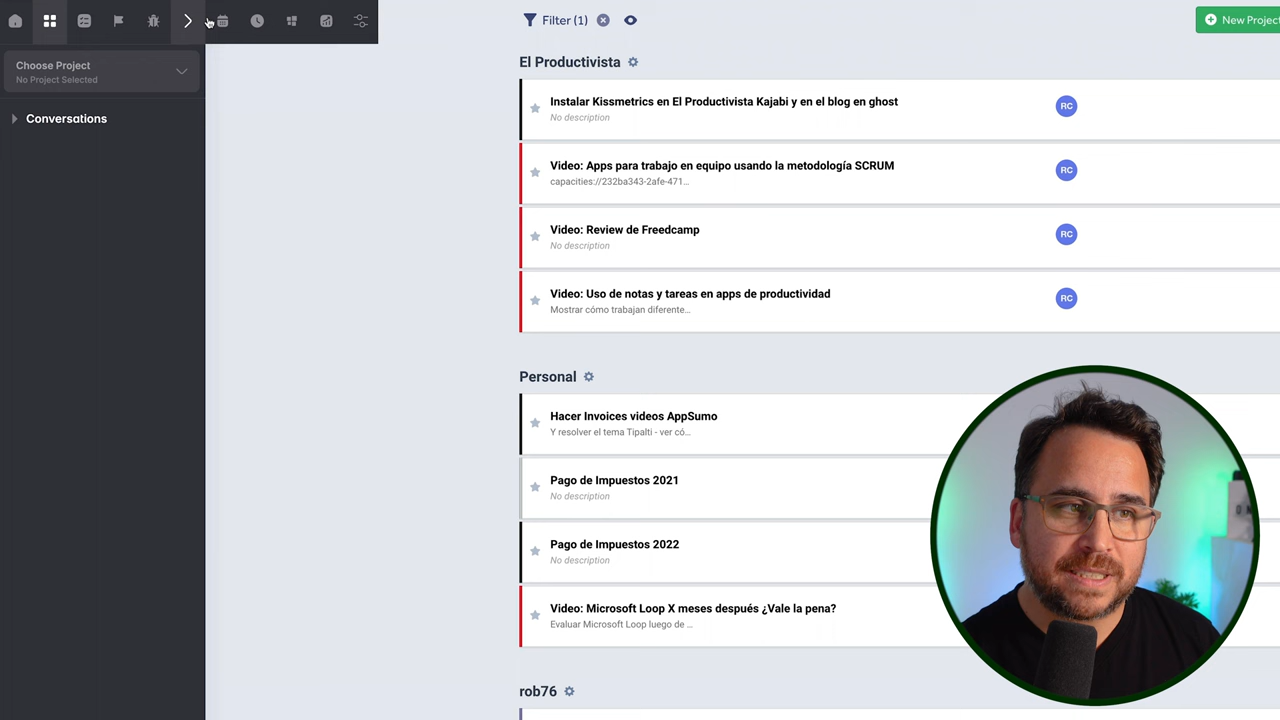 Choose Project
No Project Selected
Conversations
Filter (1)
New Project
El Productivista
Instalar Kissmetrics en El Productivista Kajabi y en el blog en ghost
No description
RC
Video: Apps para trabajo en equipo usando la metodología SCRUM
capacities://232ba343-2afe-471...
RC
Video: Review de Freedcamp
No description
RC
Video: Uso de notas y tareas en apps de productividad
Mostrar cómo trabajan diferente...
RC
Personal
Hacer Invoices videos AppSumo
Y resolver el tema Tipalti - ver có...
Pago de Impuestos 2021
No description
Pago de Impuestos 2022
No description
Video: Microsoft Loop X meses después ¿Vale la pena?
Evaluar Microsoft Loop luego de ...
rob76